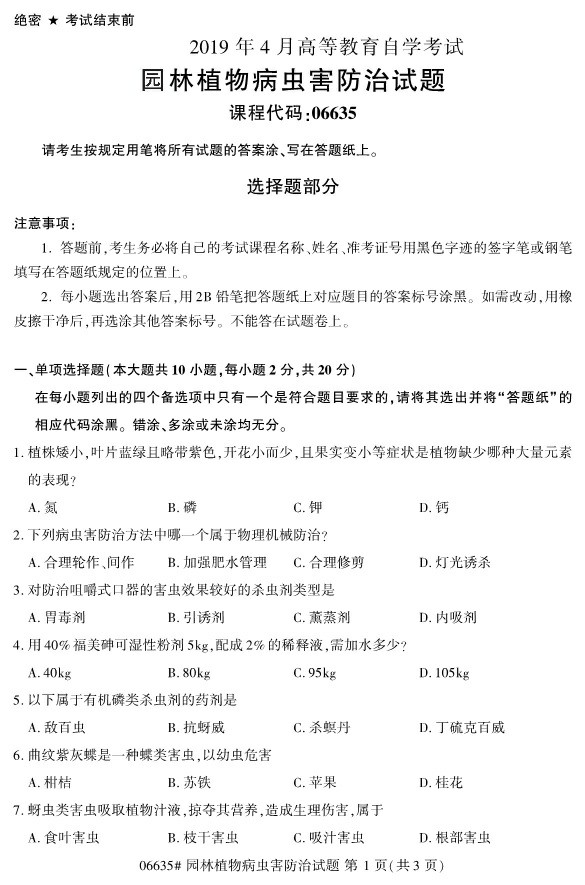 绝密 ★ 考试结束前
2019 年 4 月高等教育自学考试
园林植物病虫害防治试题
课程代码:06635
请考生按规定用笔将所有试题的答案涂、写在答题纸上。
选择题部分
注意事项:
1. 答题前,考生务必将自己的考试课程名称、姓名、准考证号用黑色字迹的签字笔或钢笔
填写在答题纸规定的位置上。
2. 每小题选出答案后,用 2B 铅笔把答题纸上对应题目的答案标号涂黑。如需改动,用橡
皮擦干净后,再选涂其他答案标号。不能答在试题卷上。
一、单项选择题(本大题共 10 小题,每小题 2 分,共 20 分)
在每小题列出的四个备选项中只有一个是符合题目要求的,请将其选出并将“答题纸”的
相应代码涂黑。错涂、多涂或未涂均无分。
1. 植株矮小,叶片蓝绿且略带紫色,开花小而少,且果实变小等症状是植物缺少哪种大量元素
的表现?
A. 氮 B. 磷 C. 钾 D. 钙
2. 下列病虫害防治方法中哪一个属于物理机械防治?
A. 合理轮作、间作 B. 加强肥水管理 C. 合理修剪 D. 灯光诱杀
3. 对防治咀嚼式口器的害虫效果较好的杀虫剂类型是
A. 胃毒剂 B. 引诱剂 C. 薰蒸剂 D. 内吸剂
4. 用 40% 福美砷可湿性粉剂 5kg,配成 2% 的稀释液,需加水多少?
A. 40kg B. 80kg C. 95kg D. 105kg
5. 以下属于有机磷类杀虫剂的药剂是
A. 敌百虫 B. 抗蚜威 C. 杀螟丹 D. 丁硫克百威
6. 曲纹紫灰蝶是一种蝶类害虫,以幼虫危害
A. 柑桔 B. 苏铁 C. 苹果 D. 桂花
7. 蚜虫类害虫吸取植物汁液,掠夺其营养,造成生理伤害,属于
A. 食叶害虫 B. 枝干害虫 C. 吸汁害虫 D. 根部害虫
06635# 园林植物病虫害防治试题 第 1 页(共 3 页)